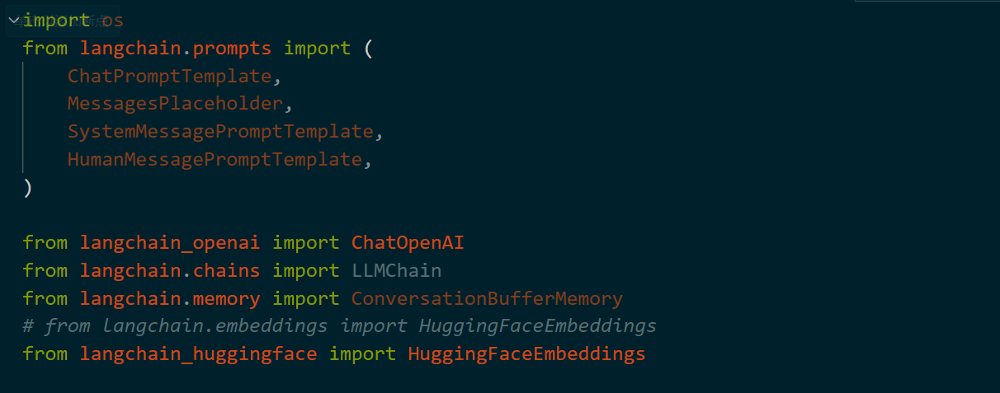 import os
from langchain.prompts import (
    ChatPromptTemplate,
    MessagesPlaceholder,
    SystemMessagePromptTemplate,
    HumanMessagePromptTemplate,
)
from langchain_openai import ChatOpenAI
from langchain.chains import LLMChain
from langchain.memory import ConversationBufferMemory
# from langchain.embeddings import HuggingFaceEmbeddings
from langchain_huggingface import HuggingFaceEmbeddings